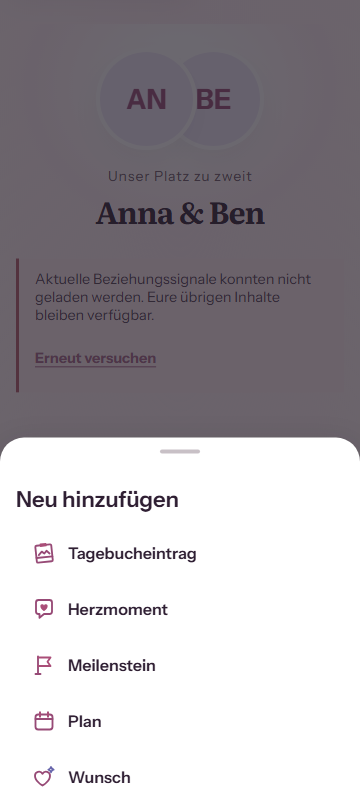 AN BE
Unser Platz zu zweit
Anna & Ben
Aktuelle Beziehungssignale konnten nicht
geladen werden. Eure übrigen Inhalte
bleiben verfügbar.
Erneut versuchen
Neu hinzufügen
Tagebucheintrag
Herzmoment
Meilenstein
Plan
Wunsch